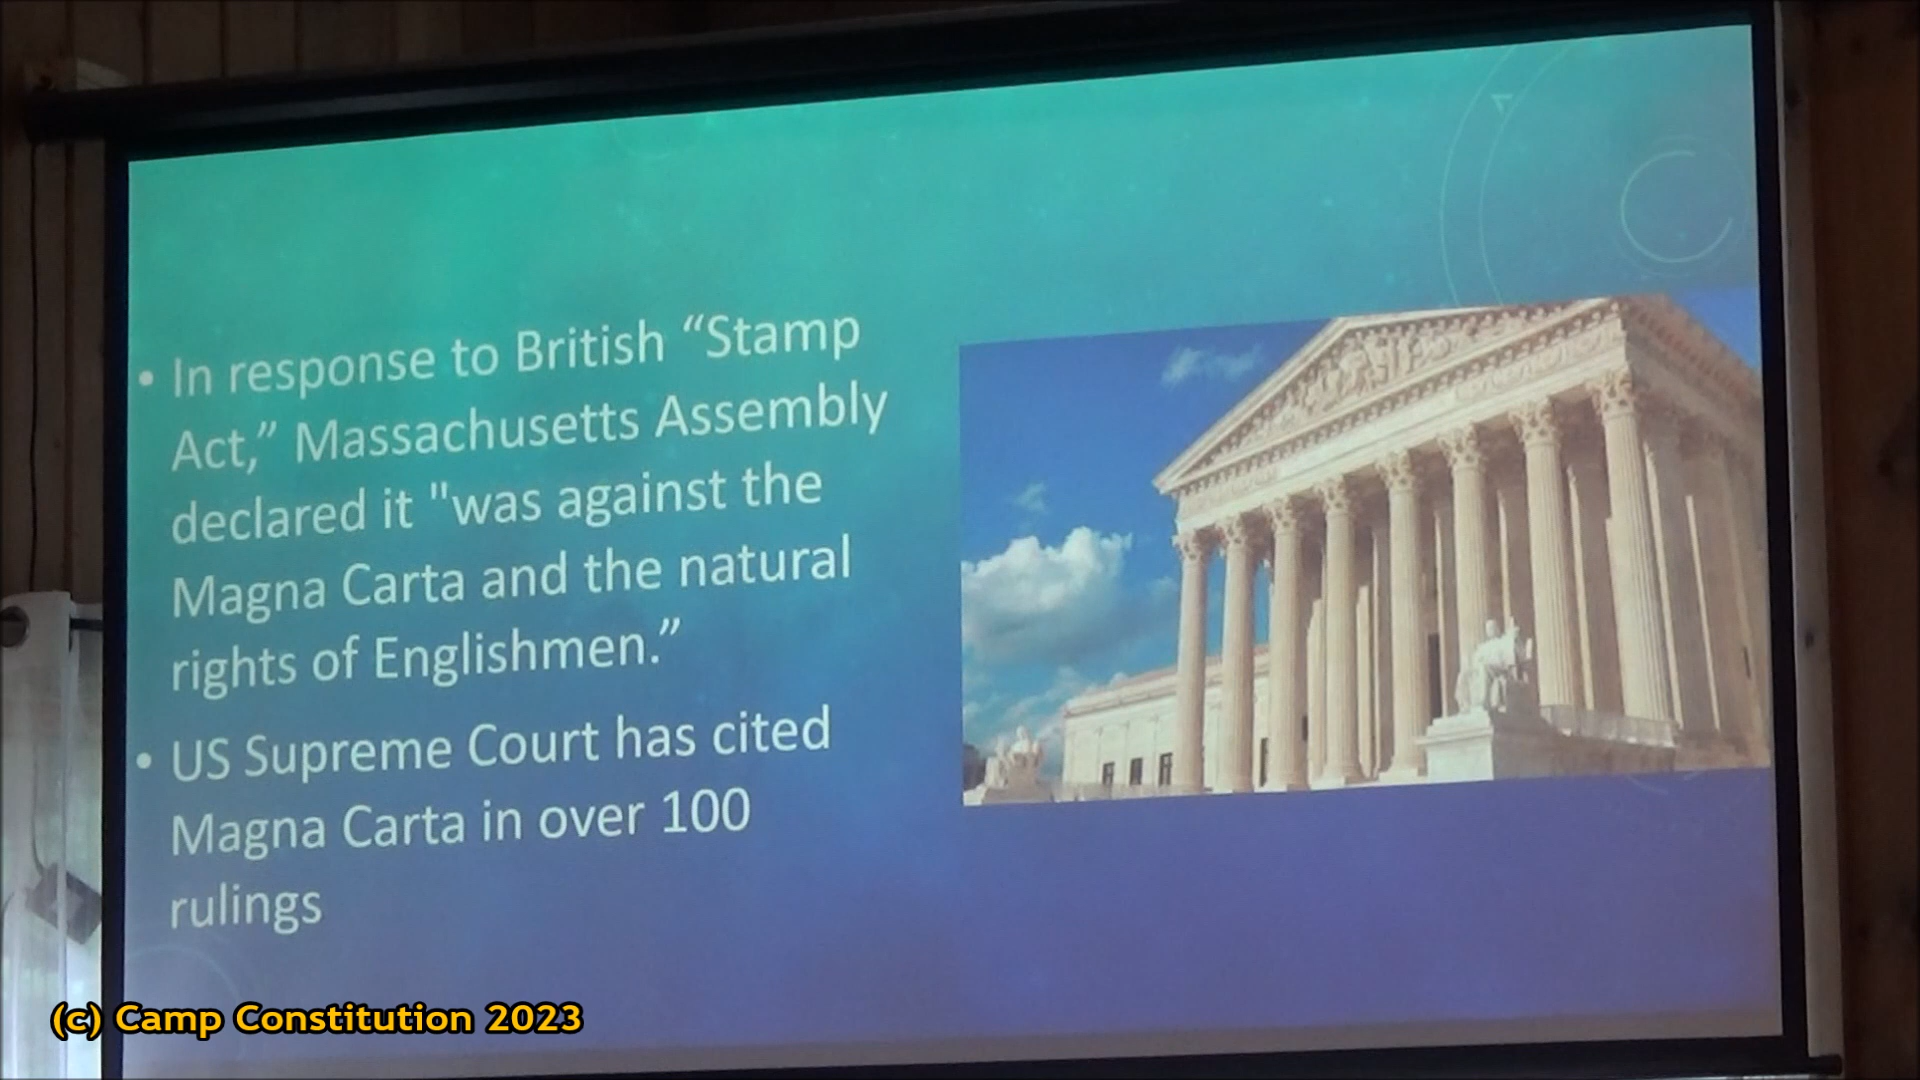 • In response to British “Stamp
Act,” Massachusetts Assembly
declared it "was against the
Magna Carta and the natural
rights of Englishmen.”
• US Supreme Court has cited
Magna Carta in over 100
rulings
(c) Camp Constitution 2023